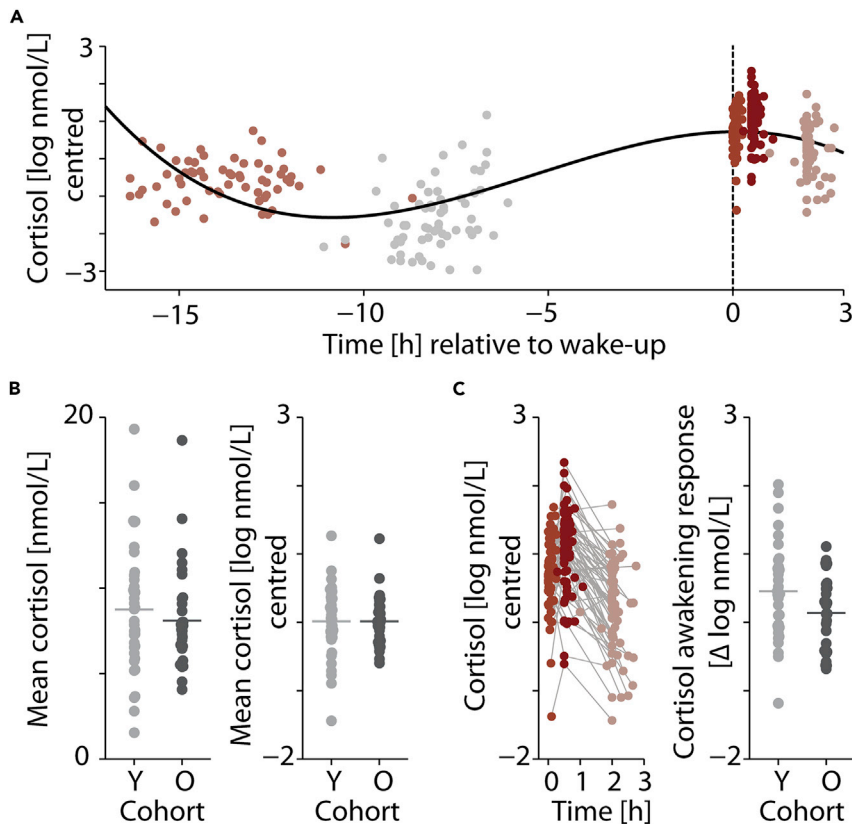 A
Cortisol [log nmol/L]
centred
3
−3
−15
−10
−5
0
3
Time [h] relative to wake-up
B
Mean cortisol [nmol/L]
20
0
Y
O
Cohort
Mean cortisol [log nmol/L]
centred
3
−2
Y
O
Cohort
C
Cortisol [log nmol/L]
centred
3
−2
0 1 2 3
Time [h]
Cortisol awakening response
[Δ log nmol/L]
3
−2
Y
O
Cohort